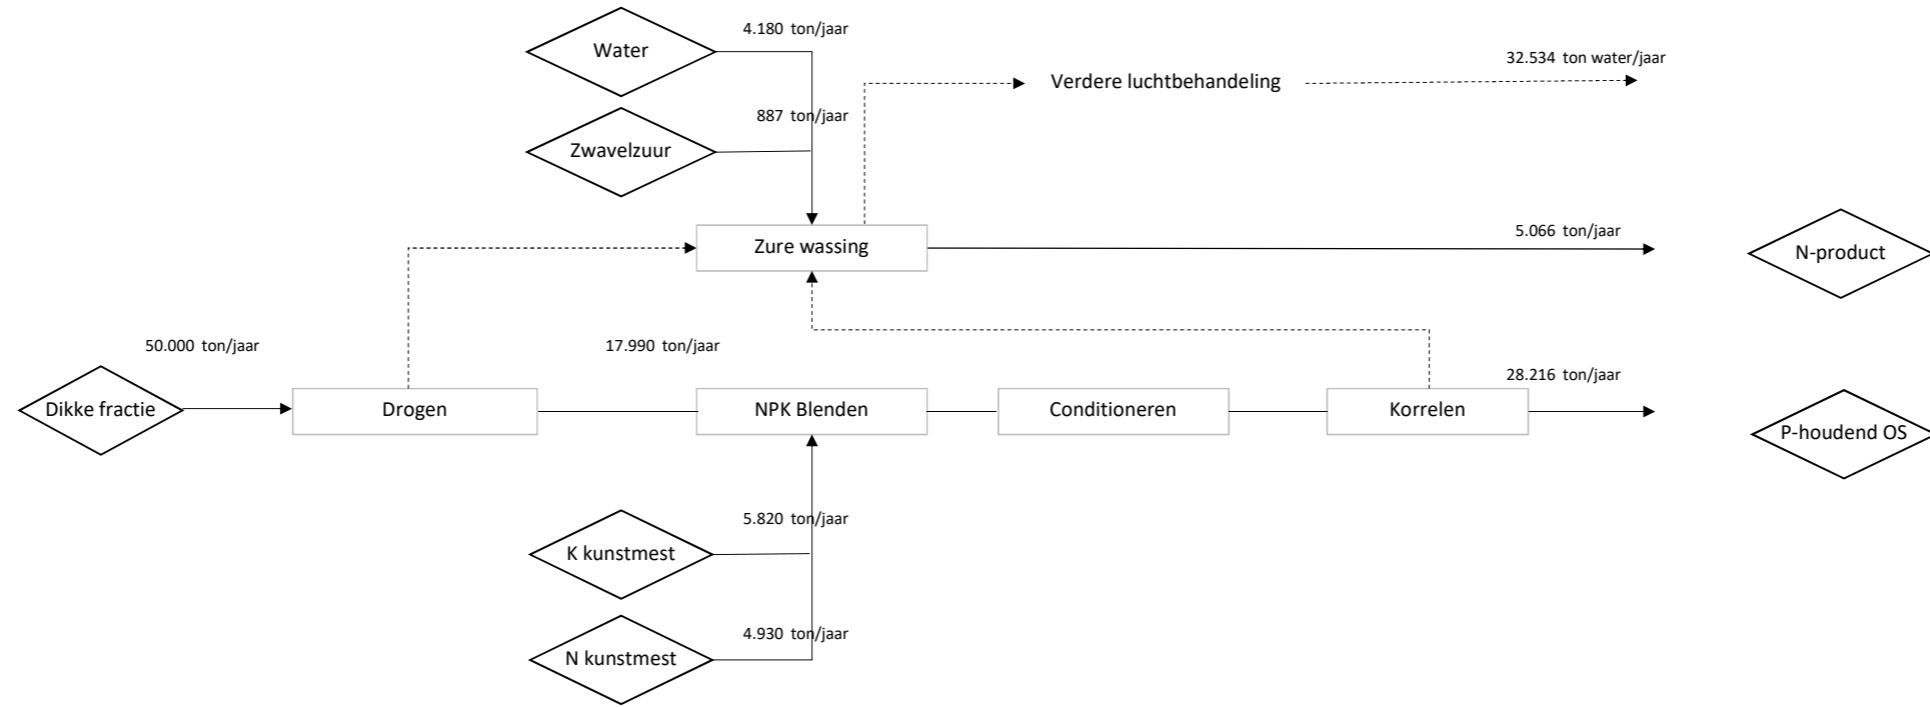 4.180 ton/jaar
Water
32.534 ton water/jaar
Verdere luchtbehandeling
887 ton/jaar
Zwavelzuur
Zure wassing
5.066 ton/jaar
N-product
50.000 ton/jaar
17.990 ton/jaar
28.216 ton/jaar
Dikke fractie
Drogen
NPK Blenden
Conditioneren
Korrelen
P-houdend OS
5.820 ton/jaar
K kunstmest
4.930 ton/jaar
N kunstmest